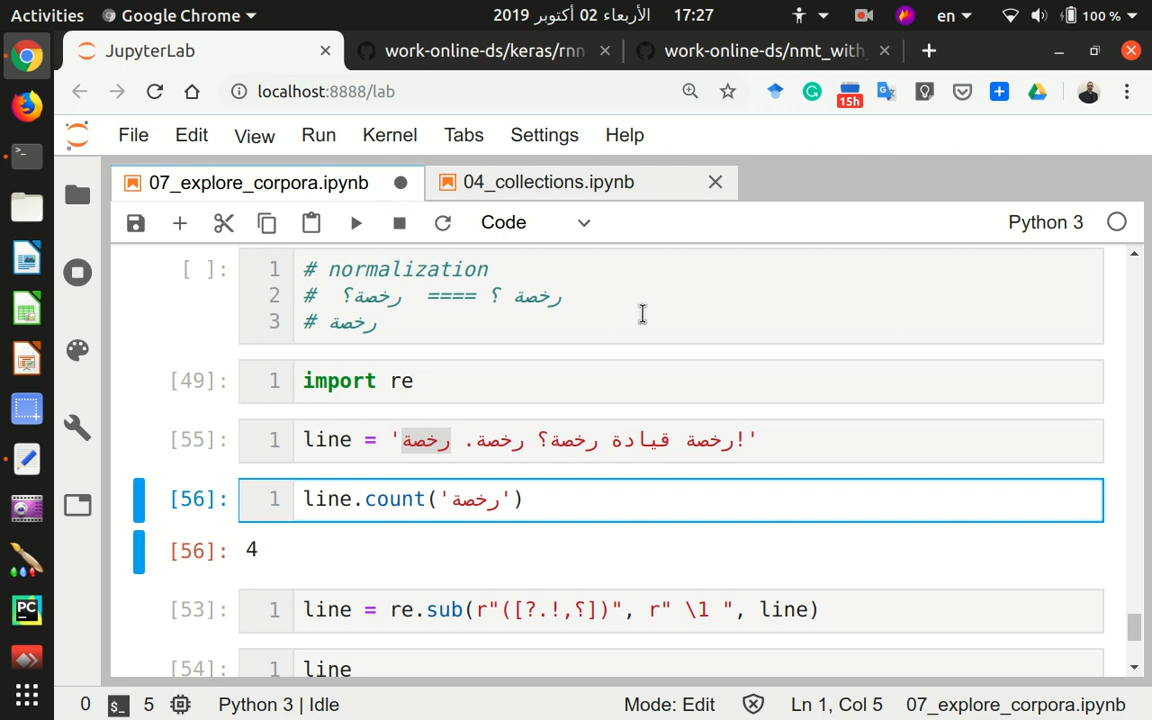 Activities Google Chrome الأربعاء 02 أكتوبر 2019 17:27 en 100 %
JupyterLab work-online-ds/keras/rnn work-online-ds/nmt_with
localhost:8888/lab 15h
File Edit View Run Kernel Tabs Settings Help
07_explore_corpora.ipynb 04_collections.ipynb
Code Python 3
[ ]: 1 # normalization
2 # رخصة ؟ ==== رخصة؟
3 # رخصة
[49]: 1 import re
[55]: 1 line = 'رخصة قيادة رخصة؟ رخصة. رخصة!'
[56]: 1 line.count('رخصة')
[56]: 4
[53]: 1 line = re.sub(r"([?.!,؟])", r" \1 ", line)
[54]: 1 line
0 $_ 5 Python 3 | Idle Mode: Edit Ln 1, Col 5 07_explore_corpora.ipynb